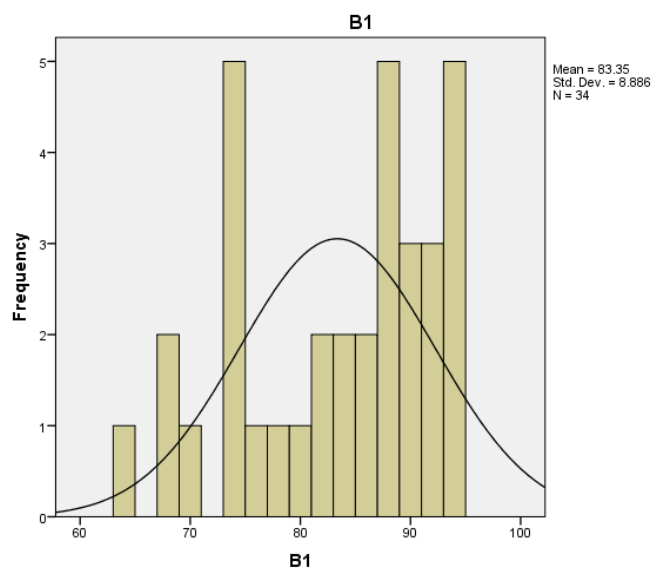 B1
Mean = 83.35
Std. Dev. = 8.886
N = 34
Frequency
5
4
3
2
1
0
60 70 80 90 100
B1